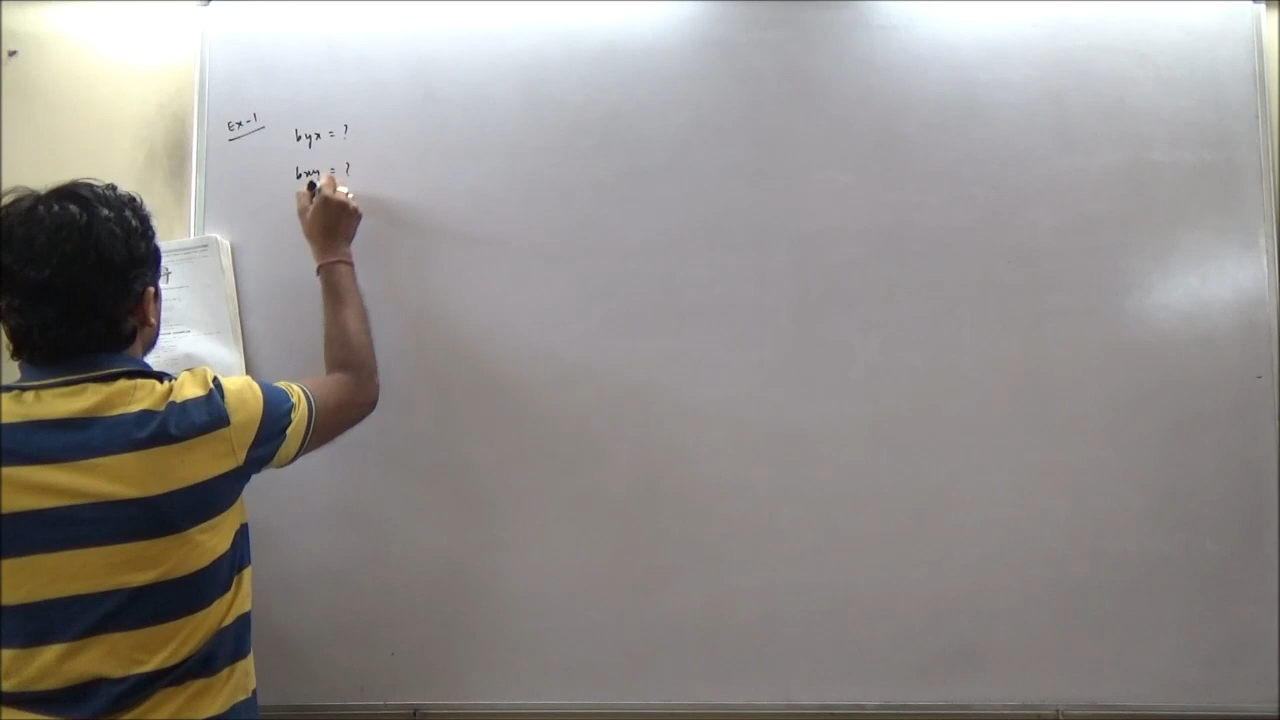 Ex-1
byx = ?
bxy = ?